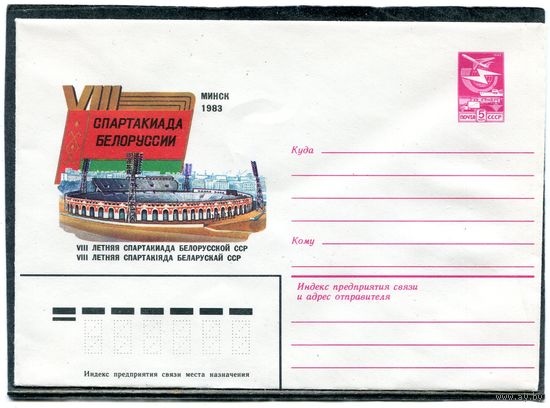 VIII
МИНСК
1983
СПАРТАКИАДА
БЕЛОРУССИИ
VIII ЛЕТНЯЯ СПАРТАКИАДА БЕЛОРУССКОЙ ССР
VIII ЛЕТНЯЯ СПАРТАКІЯДА БЕЛАРУСКАЙ ССР
ПОЧТА 5 СССР
Куда
Кому
Индекс предприятия связи
и адрес отправителя
Индекс предприятия связи места назначения